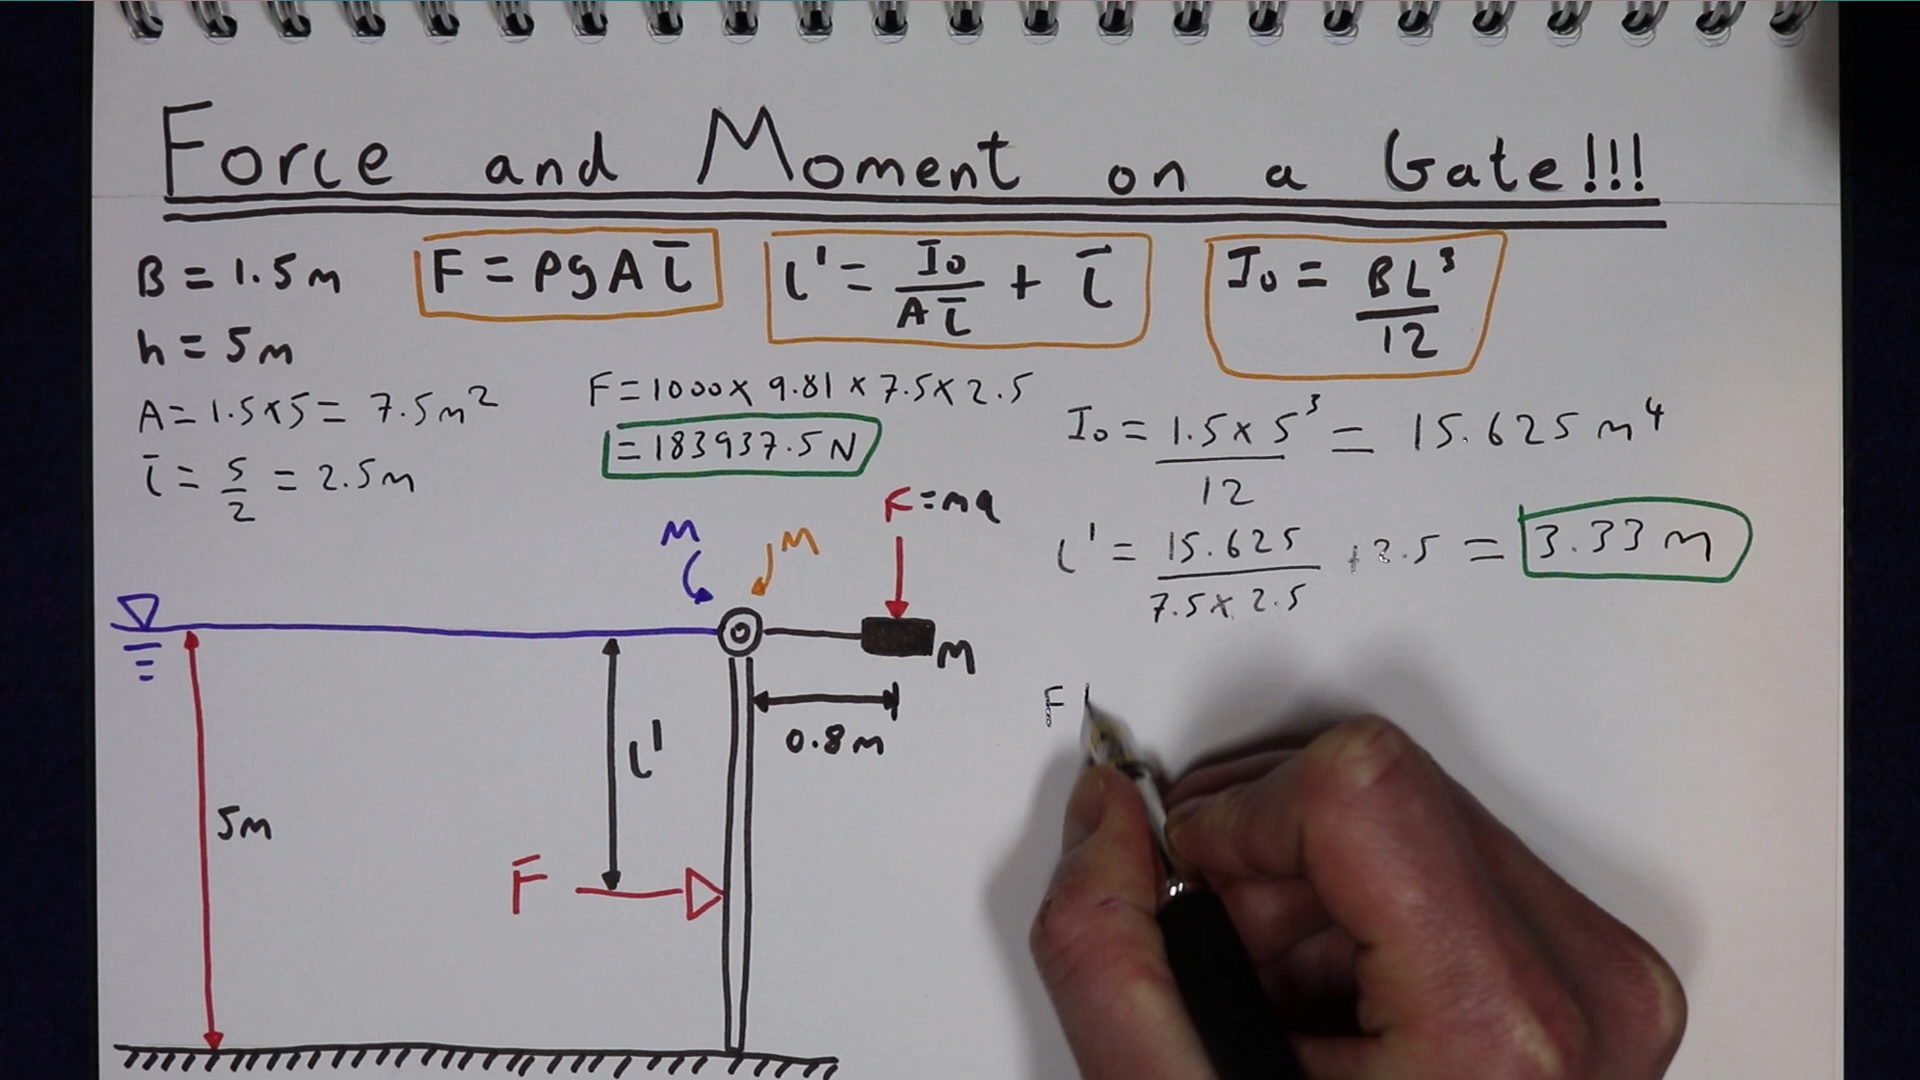 Force and Moment on a Gate!!!
B = 1.5m
F = ρgAl̄
l' = I₀/Al̄ + l̄
I₀ = BL³/12
h = 5m
A = 1.5×5 = 7.5m²
l̄ = 5/2 = 2.5m
F = 1000 × 9.81 × 7.5 × 2.5
= 183937.5N
I₀ = 1.5×5³/12 = 15.625 m⁴
l' = 15.625/7.5×2.5 + 2.5 = 3.33 m
M
M
F=ma
M
0.8m
l'
5m
F
F